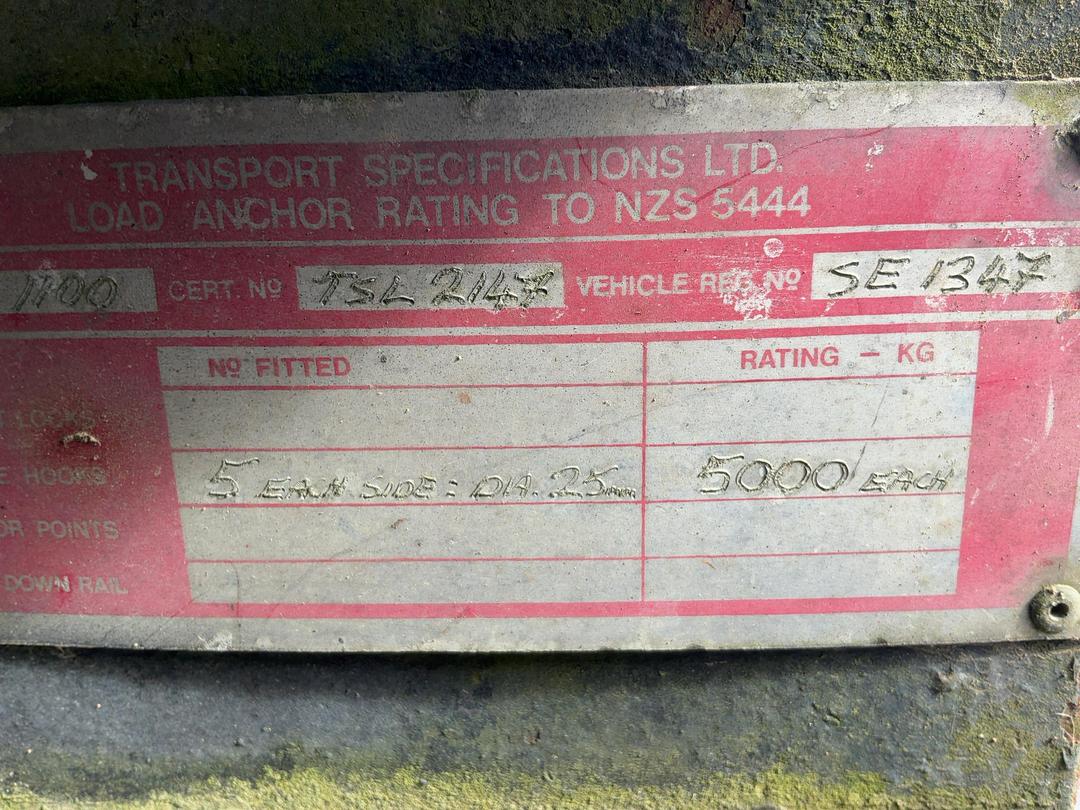 TRANSPORT SPECIFICATIONS LTD.
LOAD ANCHOR RATING TO NZS 5444
1100 CERT. Nº TSL 2147 VEHICLE REG. Nº SE 1347
Nº FITTED RATING - KG
LOCKS
HOOKS 5 EACH SIDE: DIA. 25mm 5000 EACH
POINTS
DOWN RAIL